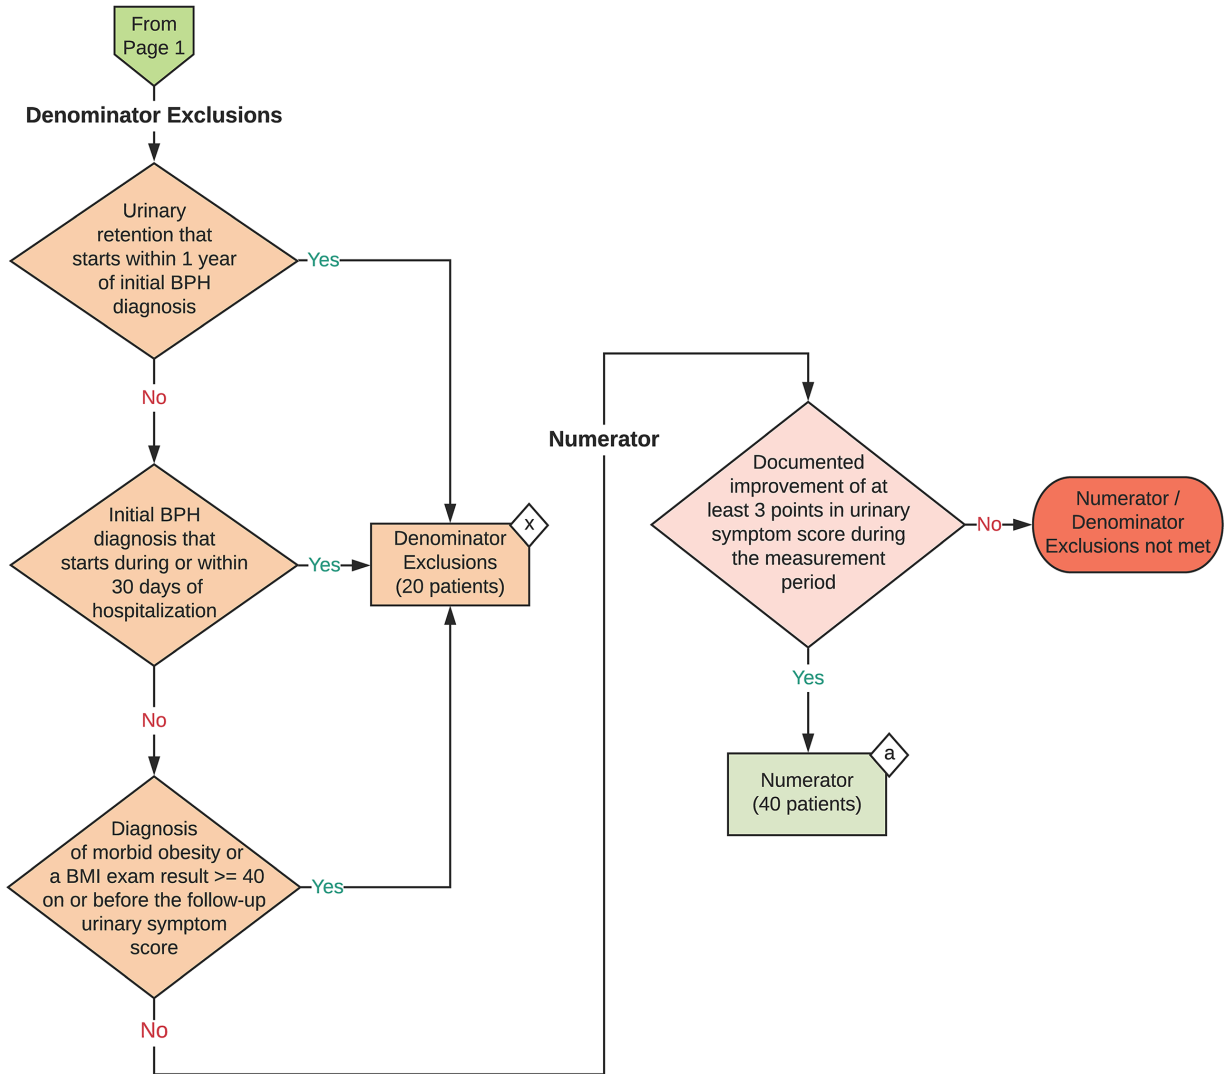 From
Page 1
Denominator Exclusions
Urinary
retention that
starts within 1 year
of initial BPH
diagnosis
Yes
No
Initial BPH
diagnosis that
starts during or within
30 days of
hospitalization
Yes
x
Denominator
Exclusions
(20 patients)
No
Diagnosis
of morbid obesity or
a BMI exam result >= 40
on or before the follow-up
urinary symptom
score
Yes
No
Numerator
Documented
improvement of at
least 3 points in urinary
symptom score during
the measurement
period
No
Numerator /
Denominator
Exclusions not met
Yes
a
Numerator
(40 patients)